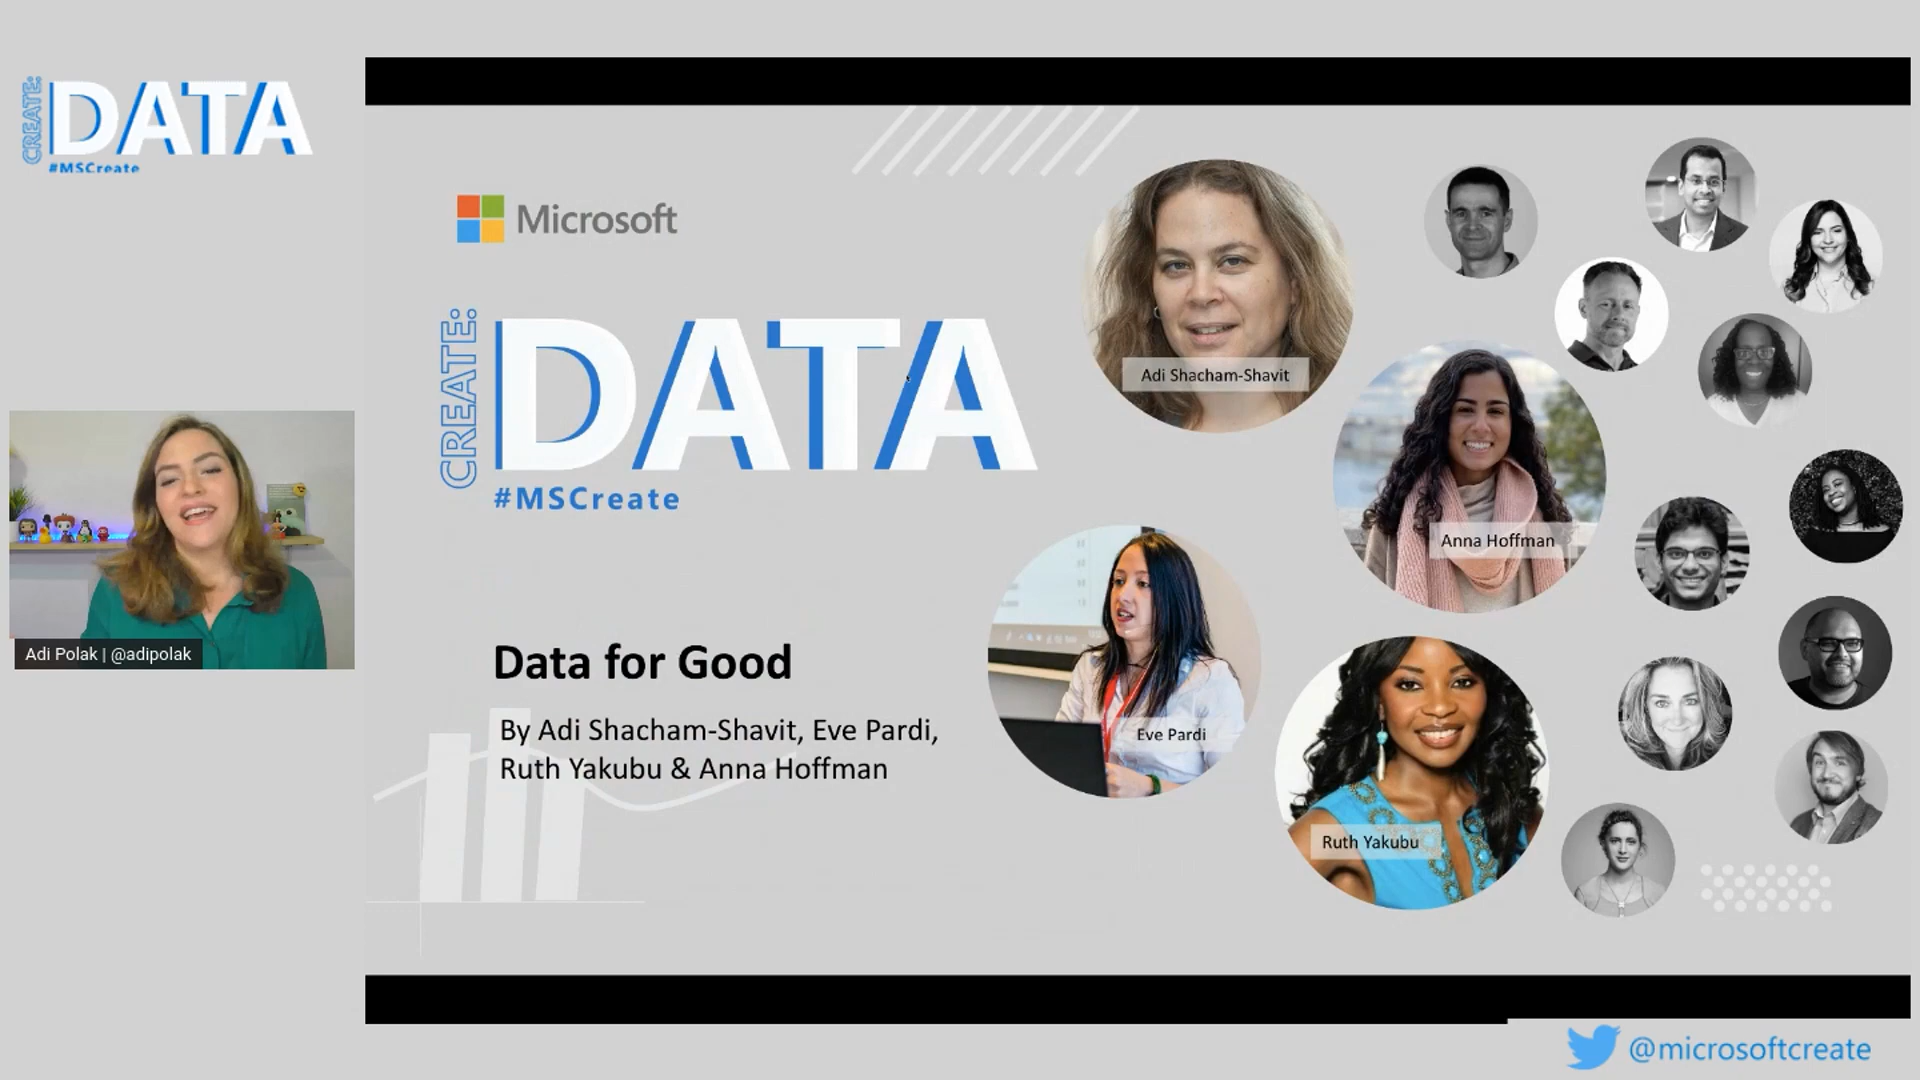 CREATE:
DATA
#MSCreate
Adi Polak | @adipolak
Microsoft
CREATE:
DATA
#MSCreate
Data for Good
By Adi Shacham-Shavit, Eve Pardi,
Ruth Yakubu & Anna Hoffman
Adi Shacham-Shavit
Anna Hoffman
Eve Pardi
Ruth Yakubu
@microsoftcreate